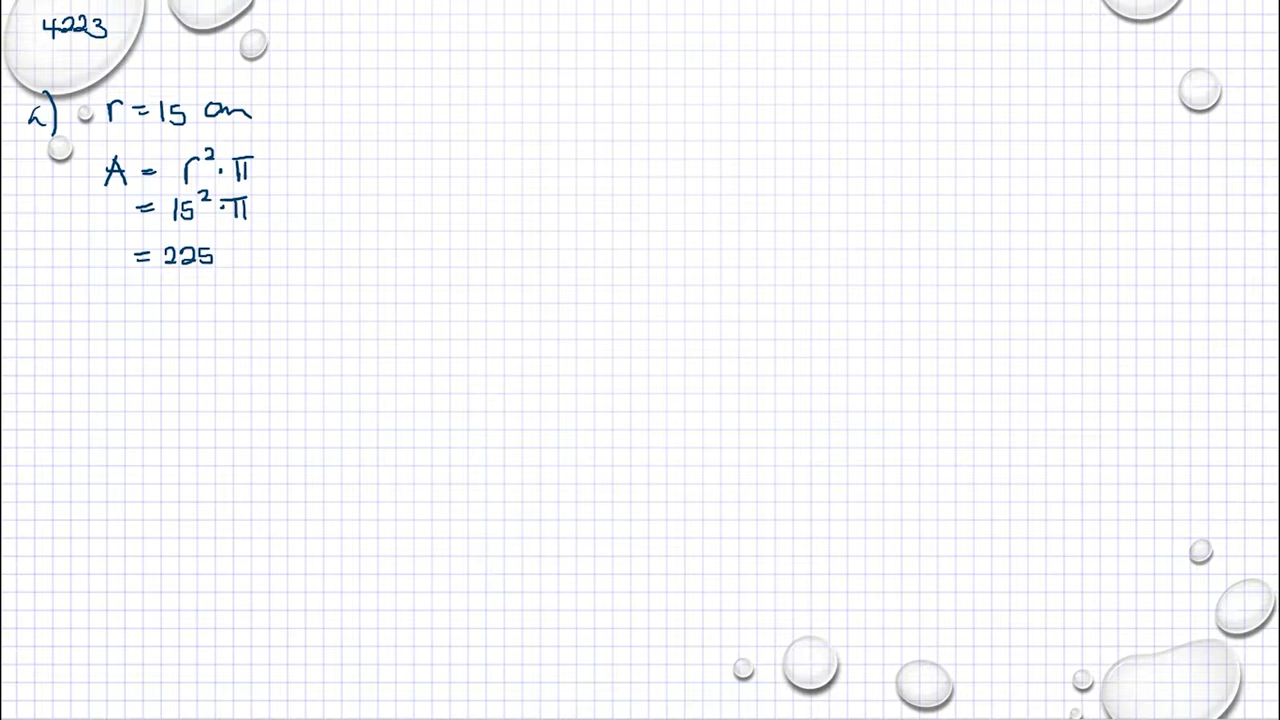 4223
a) r = 15 cm
A = r² · π
= 15² · π
= 225